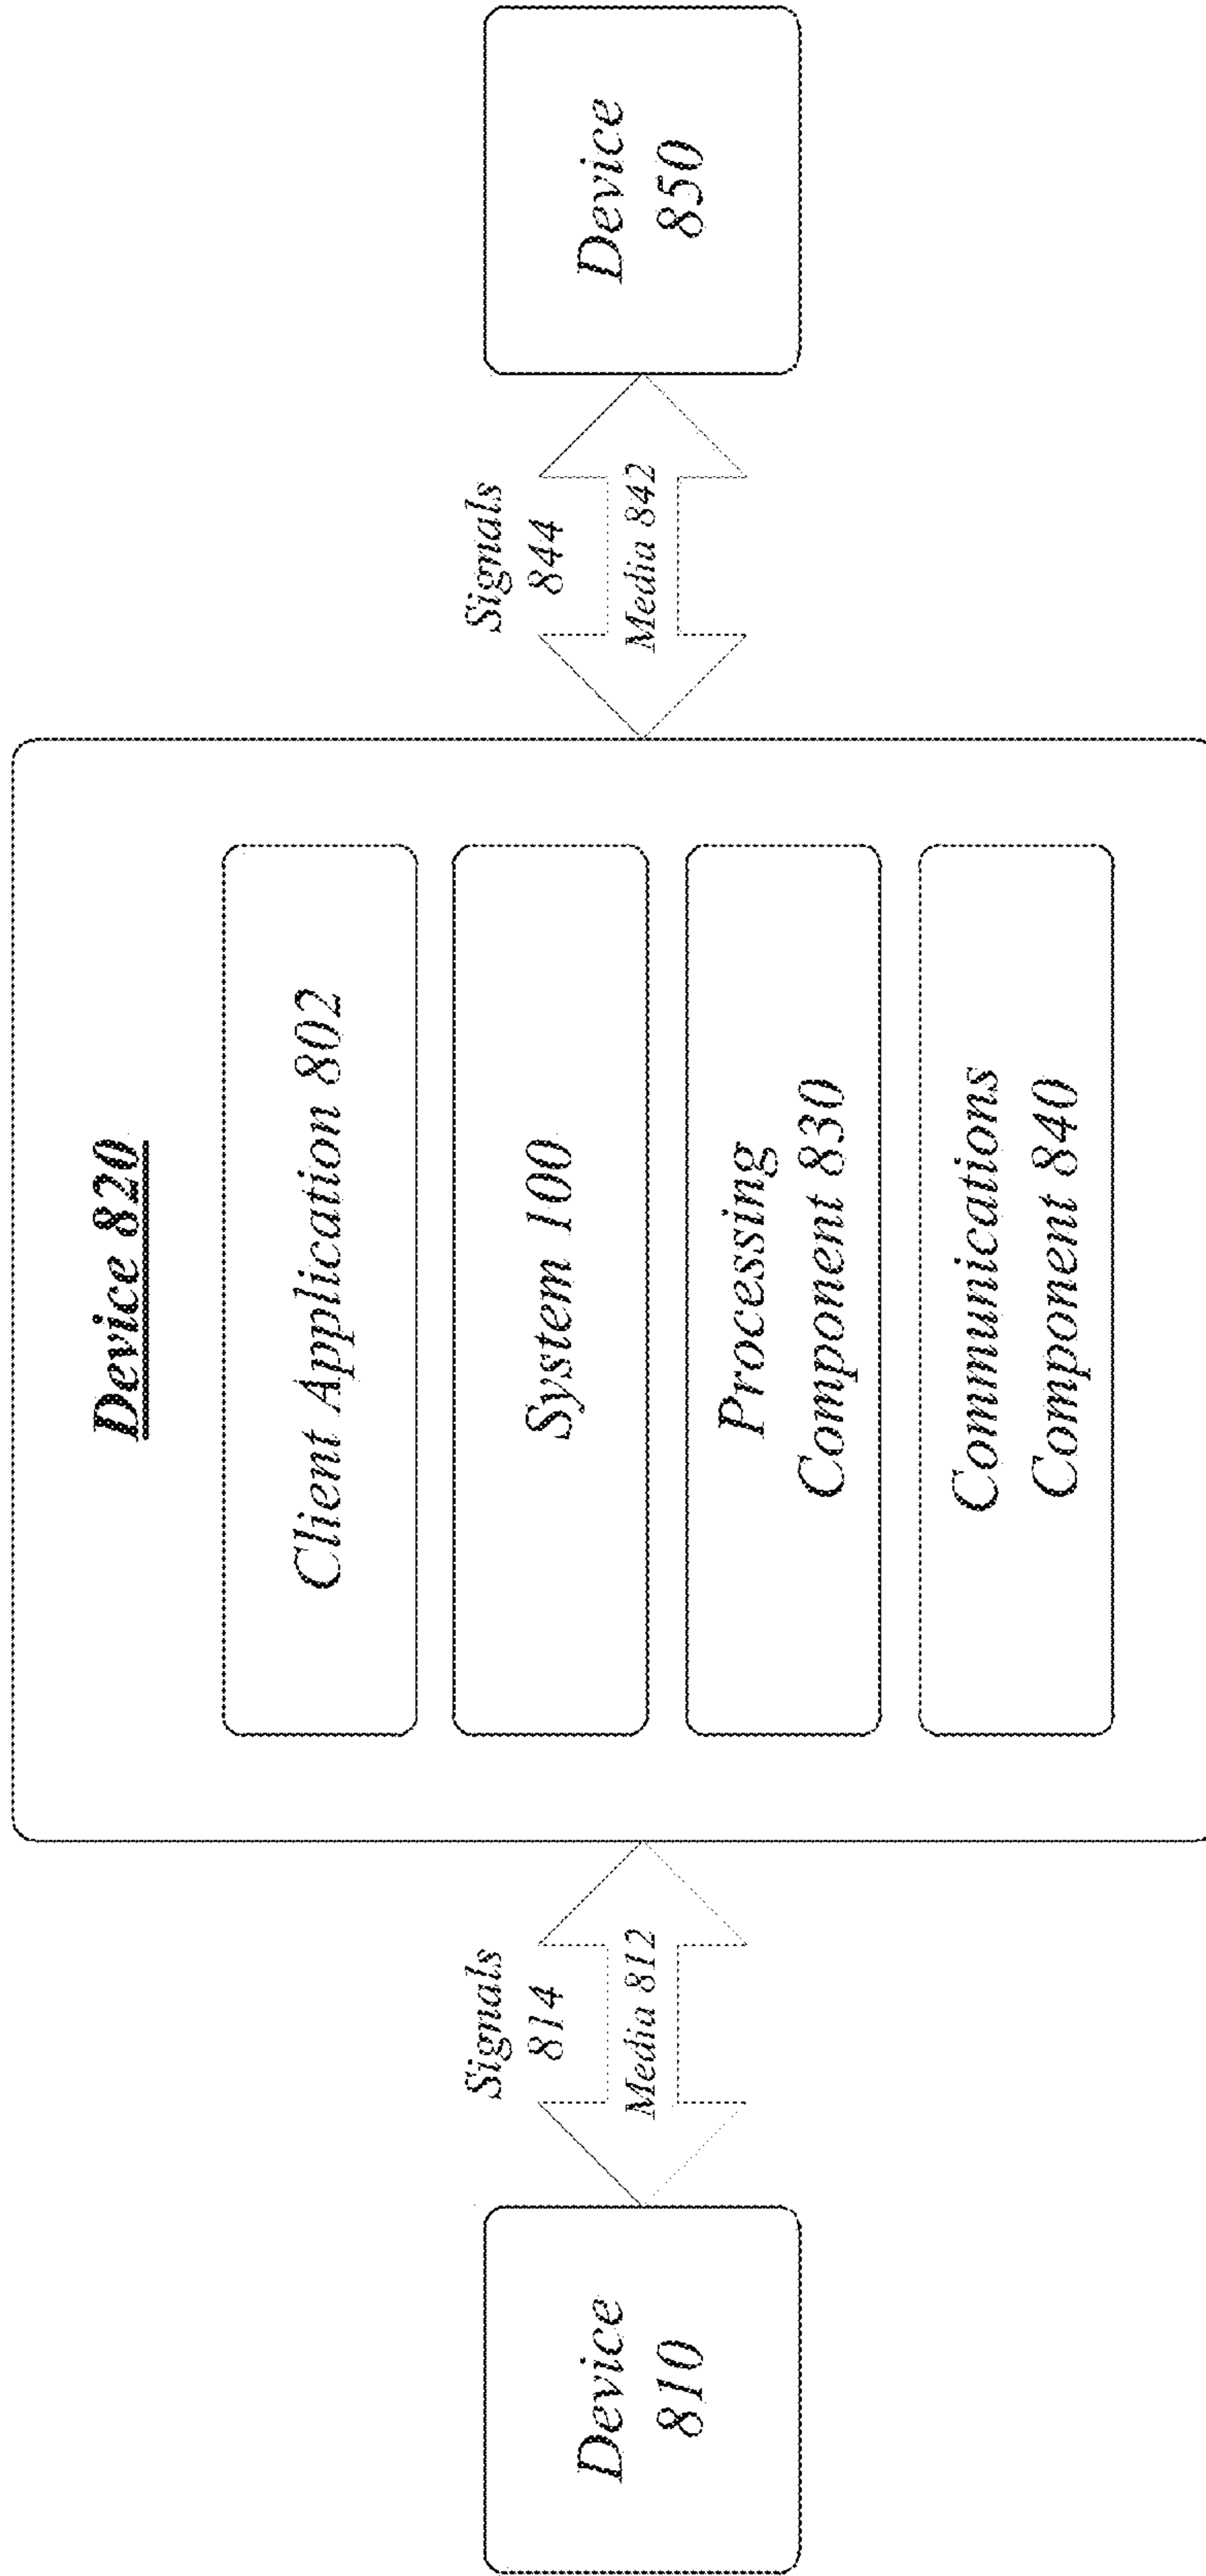 Device 820
Client Application 802
System 100
Processing
Component 830
Communications
Component 840
Device
810
Signals
814
Media 812
Signals
844
Media 842
Device
850